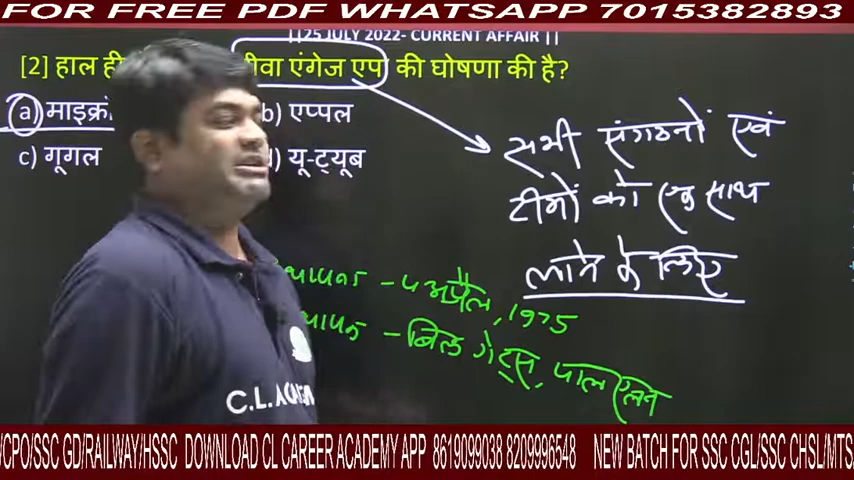 FOR FREE PDF WHATSAPP 7015382893
||25 JULY 2022- CURRENT AFFAIR ||
[2] हाल ही वीवा एंगेज एप की घोषणा की है?
a) माइक्रो b) एप्पल
c) गूगल d) यू-ट्यूब
सभी संगठनों एवं
टीमों को एक साथ
लाने के लिए
स्थापना - 4 अप्रैल, 1975
- बिल गेट्स, पाल एलन
C.L.ACADEM
/CPO/SSC GD/RAILWAY/HSSC DOWNLOAD CL CAREER ACADEMY APP 8619099038 8209996548 NEW BATCH FOR SSC CGL/SSC CHSL/MTS/